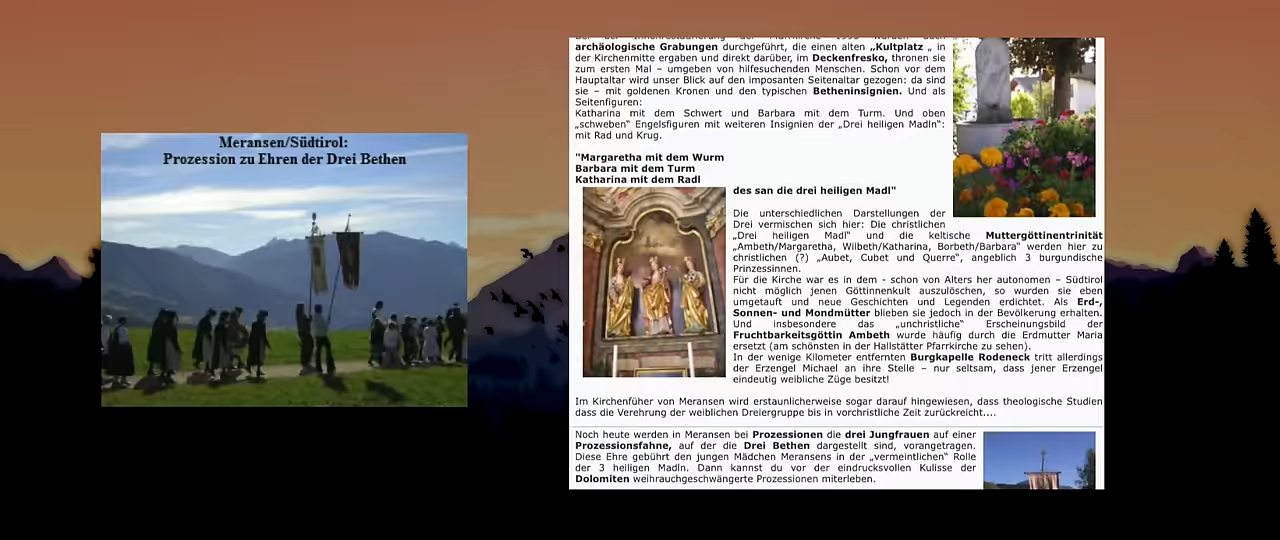 Meransen/Südtirol:
Prozession zu Ehren der Drei Bethen
archäologische Grabungen durchgeführt, die einen alten „Kultplatz „ in
der Kirchenmitte ergaben und direkt darüber, im Deckenfresko, thronen sie
zum ersten Mal – umgeben von hilfesuchenden Menschen. Schon vor dem
Hauptaltar wird unser Blick auf den imposanten Seitenaltar gezogen: da sind
sie – mit goldenen Kronen und den typischen Betheninsignien. Und als
Seitenfiguren:
Katharina mit dem Schwert und Barbara mit dem Turm. Und oben
„schweben“ Engelsfiguren mit weiteren Insignien der „Drei heiligen Madln“:
mit Rad und Krug.
"Margaretha mit dem Wurm
Barbara mit dem Turm
Katharina mit dem Radl
des san die drei heiligen Madl"
Die unterschiedlichen Darstellungen der
Drei vermischen sich hier: Die christlichen
„Drei heiligen Madl“ und die keltische Muttergöttinentrinität
„Ambeth/Margaretha, Wilbeth/Katharina, Borbeth/Barbara“ werden hier zu
christlichen (?) „Aubet, Cubet und Querre“, angeblich 3 burgundische
Prinzessinnen.
Für die Kirche war es in dem - schon von Alters her autonomen – Südtirol
nicht möglich jenen Göttinnenkult auszulöschen, so wurden sie eben
umgetauft und neue Geschichten und Legenden erdichtet. Als Erd-,
Sonnen- und Mondmütter blieben sie jedoch in der Bevölkerung erhalten.
Und insbesondere das „unchristliche“ Erscheinungsbild der
Fruchtbarkeitsgöttin Ambeth wurde häufig durch die Erdmutter Maria
ersetzt (am schönsten in der Hallstätter Pfarrkirche zu sehen).
In der wenige Kilometer entfernten Burgkapelle Rodeneck tritt allerdings
der Erzengel Michael an ihre Stelle – nur seltsam, dass jener Erzengel
eindeutig weibliche Züge besitzt!
Im Kirchenfüher von Meransen wird erstaunlicherweise sogar darauf hingewiesen, dass theologische Studien
dass die Verehrung der weiblichen Dreiergruppe bis in vorchristliche Zeit zurückreicht....
Noch heute werden in Meransen bei Prozessionen die drei Jungfrauen auf einer
Prozessionsfahne, auf der die Drei Bethen dargestellt sind, vorangetragen.
Diese Ehre gebührt den jungen Mädchen Meransens in der „vermeintlichen“ Rolle
der 3 heiligen Madln. Dann kannst du vor der eindrucksvollen Kulisse der
Dolomiten weihrauchgeschwängerte Prozessionen miterleben.